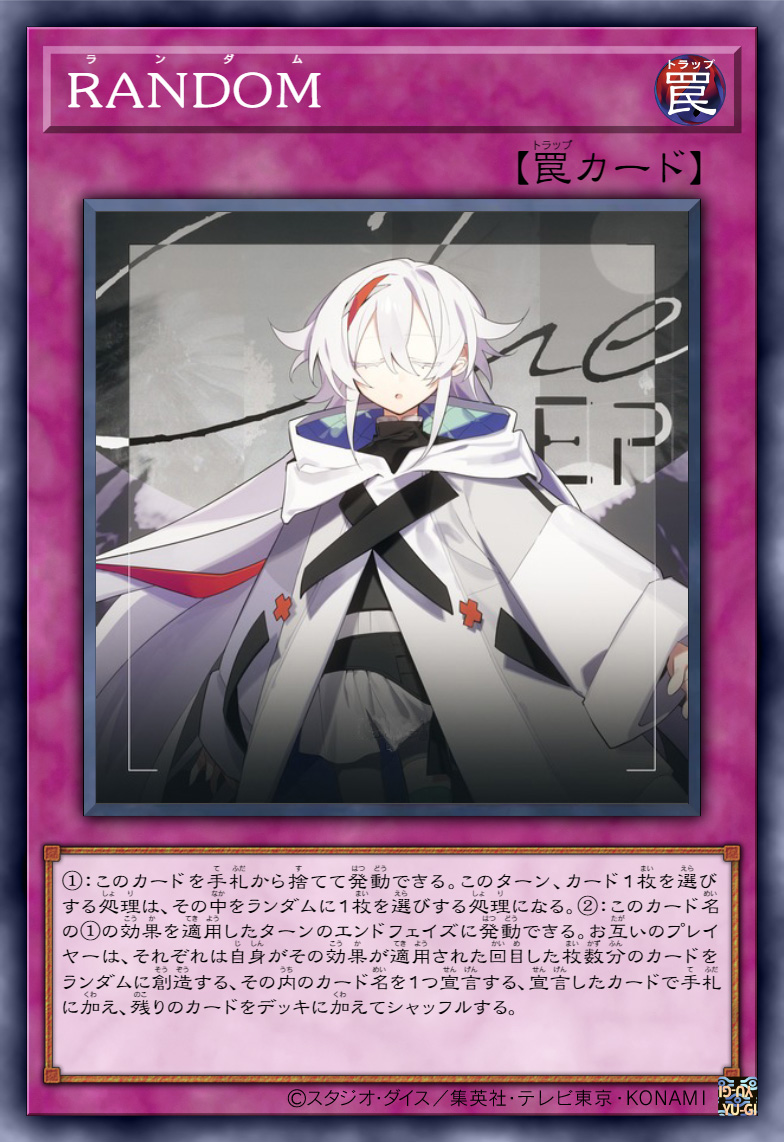 ランダム
RANDOM
トラップ
罠
トラップ
【罠カード】
ne
EP
①：このカードを手札から捨てて発動できる。このターン、カード１枚を選び
する処理は、その中をランダムに１枚を選びする処理になる。②：このカード名
の①の効果を適用したターンのエンドフェイズに発動できる。お互いのプレイ
ヤーは、それぞれは自身がその効果が適用された回目した枚数分のカードを
ランダムに創造する、その内のカード名を１つ宣言する、宣言したカードで手札
に加え、残りのカードをデッキに加えてシャッフルする。
©スタジオ・ダイス／集英社・テレビ東京・KONAMI
YU-GI